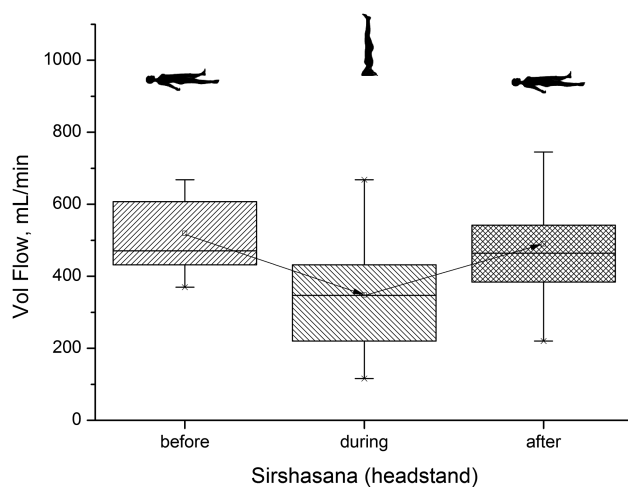 Vol Flow, mL/min
1000
800
600
400
200
0
before during after
Sirshasana (headstand)